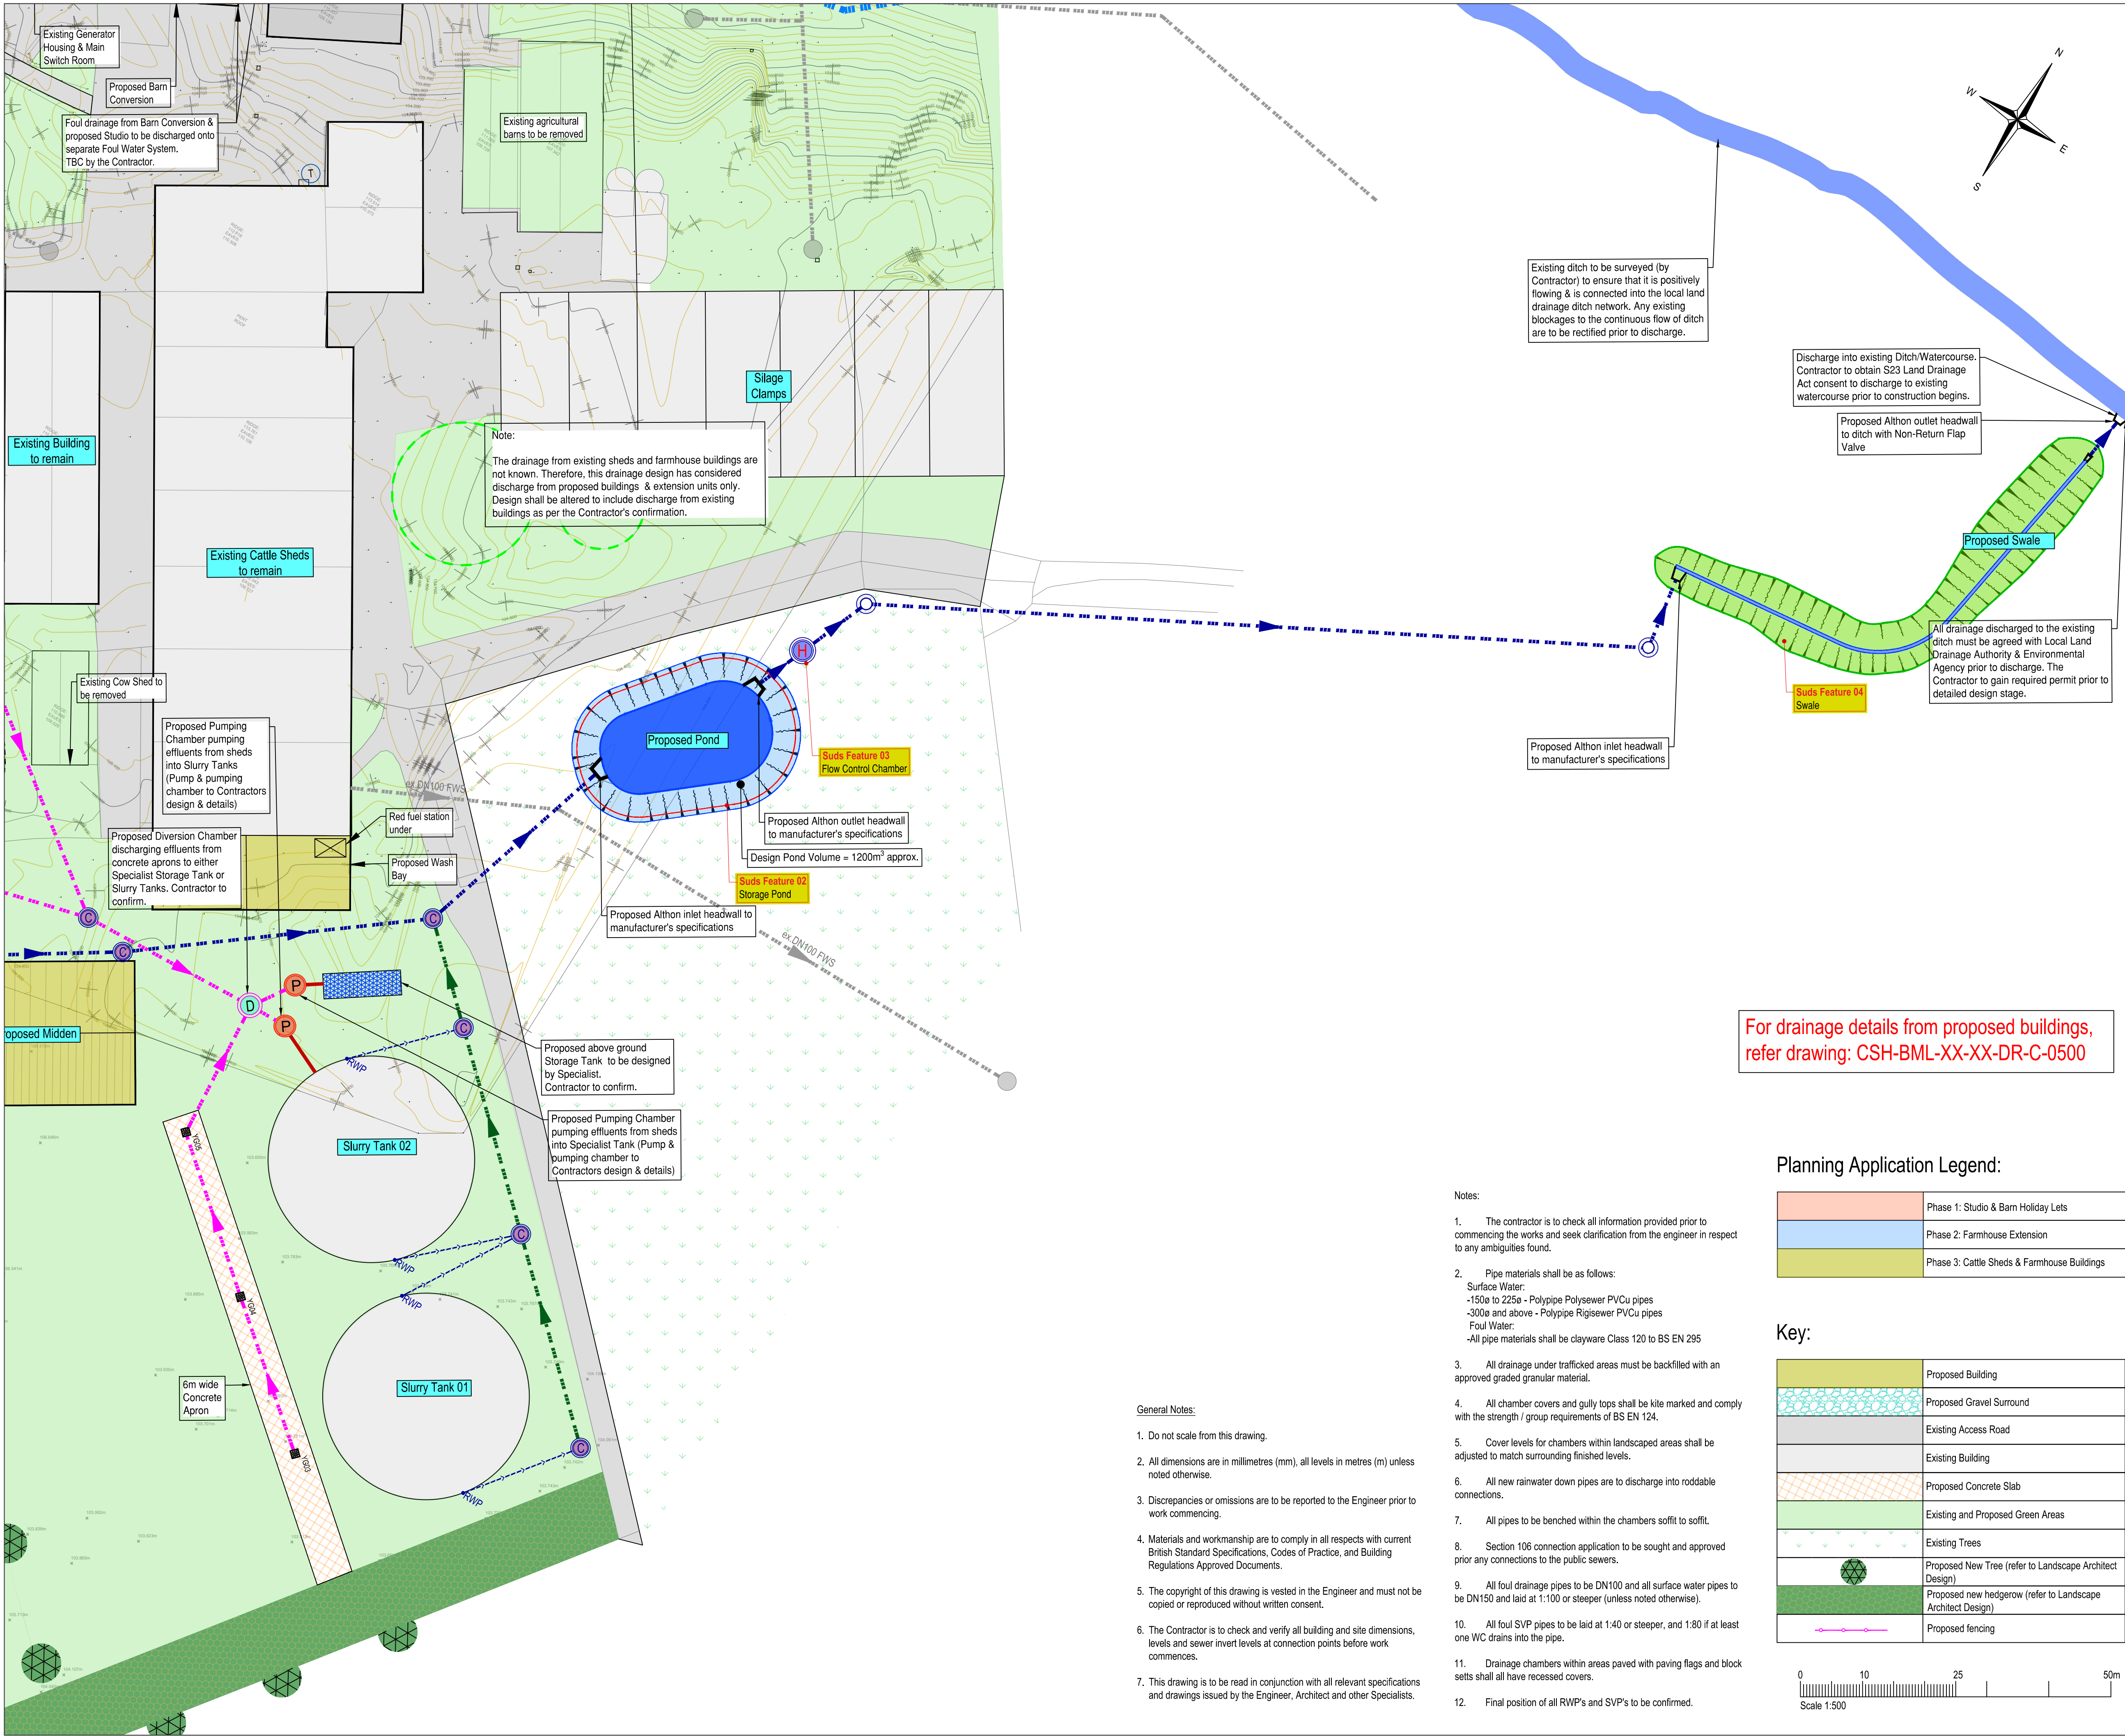 Existing Generator
Housing & Main
Switch Room
Proposed Barn
Conversion
Foul drainage from Barn Conversion &
proposed Studio to be discharged onto
separate Foul Water System.
TBC by the Contractor.
T
Existing agricultural
barns to be removed
N
W
E
S
Existing ditch to be surveyed (by
Contractor) to ensure that it is positively
flowing & is connected into the local land
drainage ditch network. Any existing
blockages to the continuous flow of ditch
are to be rectified prior to discharge.
Discharge into existing Ditch/Watercourse.
Contractor to obtain S23 Land Drainage
Act consent to discharge to existing
watercourse prior to construction begins.
Proposed Althon outlet headwall
to ditch with Non-Return Flap
Valve
Silage
Clamps
Existing Building
to remain
Note:
The drainage from existing sheds and farmhouse buildings are
not known. Therefore, this drainage design has considered
discharge from proposed buildings & extension units only.
Design shall be altered to include discharge from existing
buildings as per the Contractor's confirmation.
Existing Cattle Sheds
to remain
PENT
ROOF
Proposed Swale
All drainage discharged to the existing
ditch must be agreed with Local Land
Drainage Authority & Environmental
Agency prior to discharge. The
Contractor to gain required permit prior to
detailed design stage.
Suds Feature 04
Swale
Proposed Althon inlet headwall
to manufacturer's specifications
H
Existing Cow Shed to
be removed
Proposed Pumping
Chamber pumping
effluents from sheds
into Slurry Tanks
(Pump & pumping
chamber to Contractors
design & details)
Proposed Pond
Suds Feature 03
Flow Control Chamber
ex.DN100 FWS
Red fuel station
under
Proposed Althon outlet headwall
to manufacturer's specifications
Proposed Diversion Chamber
discharging effluents from
concrete aprons to either
Specialist Storage Tank or
Slurry Tanks. Contractor to
confirm.
Proposed Wash
Bay
Design Pond Volume = 1200m³ approx.
Suds Feature 02
Storage Pond
Proposed Althon inlet headwall to
manufacturer's specifications
C
C
C
ex.DN100 FWS
P
D
P
C
roposed Midden
RWP
Proposed above ground
Storage Tank to be designed
by Specialist.
Contractor to confirm.
For drainage details from proposed buildings,
refer drawing: CSH-BML-XX-XX-DR-C-0500
Proposed Pumping Chamber
pumping effluents from sheds
into Specialist Tank (Pump &
pumping chamber to
Contractors design & details)
YG05
Slurry Tank 02
C
RWP
RWP
YG04
Slurry Tank 01
6m wide
Concrete
Apron
YG03
C
RWP
General Notes:
1. Do not scale from this drawing.
2. All dimensions are in millimetres (mm), all levels in metres (m) unless
noted otherwise.
3. Discrepancies or omissions are to be reported to the Engineer prior to
work commencing.
4. Materials and workmanship are to comply in all respects with current
British Standard Specifications, Codes of Practice, and Building
Regulations Approved Documents.
5. The copyright of this drawing is vested in the Engineer and must not be
copied or reproduced without written consent.
6. The Contractor is to check and verify all building and site dimensions,
levels and sewer invert levels at connection points before work
commences.
7. This drawing is to be read in conjunction with all relevant specifications
and drawings issued by the Engineer, Architect and other Specialists.
Notes:
1. The contractor is to check all information provided prior to
commencing the works and seek clarification from the engineer in respect
to any ambiguities found.
2. Pipe materials shall be as follows:
Surface Water:
-150ø to 225ø - Polypipe Polysewer PVCu pipes
-300ø and above - Polypipe Rigisewer PVCu pipes
Foul Water:
-All pipe materials shall be clayware Class 120 to BS EN 295
3. All drainage under trafficked areas must be backfilled with an
approved graded granular material.
4. All chamber covers and gully tops shall be kite marked and comply
with the strength / group requirements of BS EN 124.
5. Cover levels for chambers within landscaped areas shall be
adjusted to match surrounding finished levels.
6. All new rainwater down pipes are to discharge into roddable
connections.
7. All pipes to be benched within the chambers soffit to soffit.
8. Section 106 connection application to be sought and approved
prior any connections to the public sewers.
9. All foul drainage pipes to be DN100 and all surface water pipes to
be DN150 and laid at 1:100 or steeper (unless noted otherwise).
10. All foul SVP pipes to be laid at 1:40 or steeper, and 1:80 if at least
one WC drains into the pipe.
11. Drainage chambers within areas paved with paving flags and block
setts shall all have recessed covers.
12. Final position of all RWP's and SVP's to be confirmed.
Planning Application Legend:
Phase 1: Studio & Barn Holiday Lets
Phase 2: Farmhouse Extension
Phase 3: Cattle Sheds & Farmhouse Buildings
Key:
Proposed Building
Proposed Gravel Surround
Existing Access Road
Existing Building
Proposed Concrete Slab
Existing and Proposed Green Areas
Existing Trees
Proposed New Tree (refer to Landscape Architect
Design)
Proposed new hedgerow (refer to Landscape
Architect Design)
Proposed fencing
0 10 25 50m
Scale 1:500